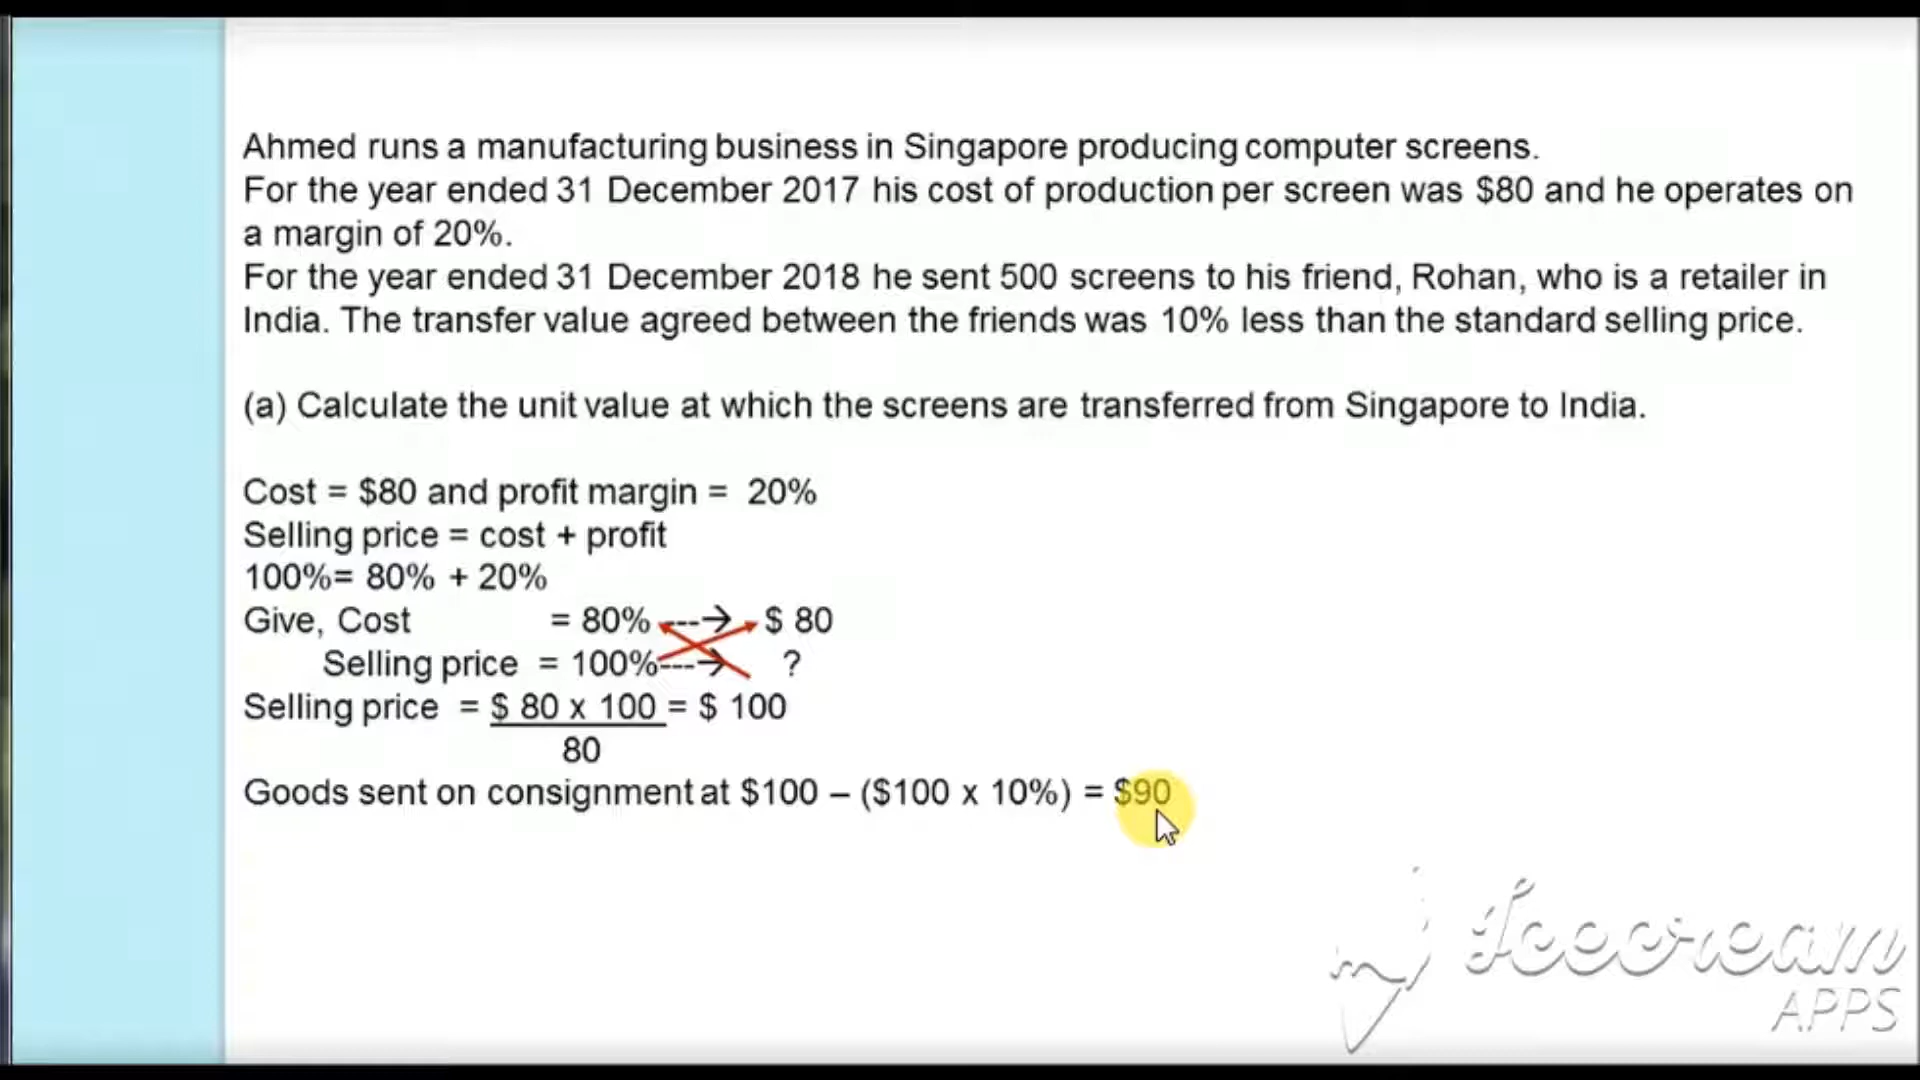 Ahmed runs a manufacturing business in Singapore producing computer screens.
For the year ended 31 December 2017 his cost of production per screen was $80 and he operates on
a margin of 20%.
For the year ended 31 December 2018 he sent 500 screens to his friend, Rohan, who is a retailer in
India. The transfer value agreed between the friends was 10% less than the standard selling price.
(a) Calculate the unit value at which the screens are transferred from Singapore to India.
Cost = $80 and profit margin = 20%
Selling price = cost + profit
100%= 80% + 20%
Give, Cost = 80% ---→ $ 80
Selling price = 100%---→ ?
Selling price = $ 80 x 100 = $ 100
80
Goods sent on consignment at $100 – ($100 x 10%) = $90
Icecream
APPS